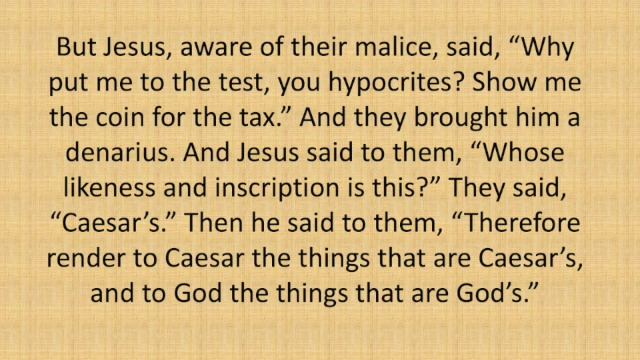 But Jesus, aware of their malice, said, “Why
put me to the test, you hypocrites? Show me
the coin for the tax.” And they brought him a
denarius. And Jesus said to them, “Whose
likeness and inscription is this?” They said,
“Caesar’s.” Then he said to them, “Therefore
render to Caesar the things that are Caesar’s,
and to God the things that are God’s.”